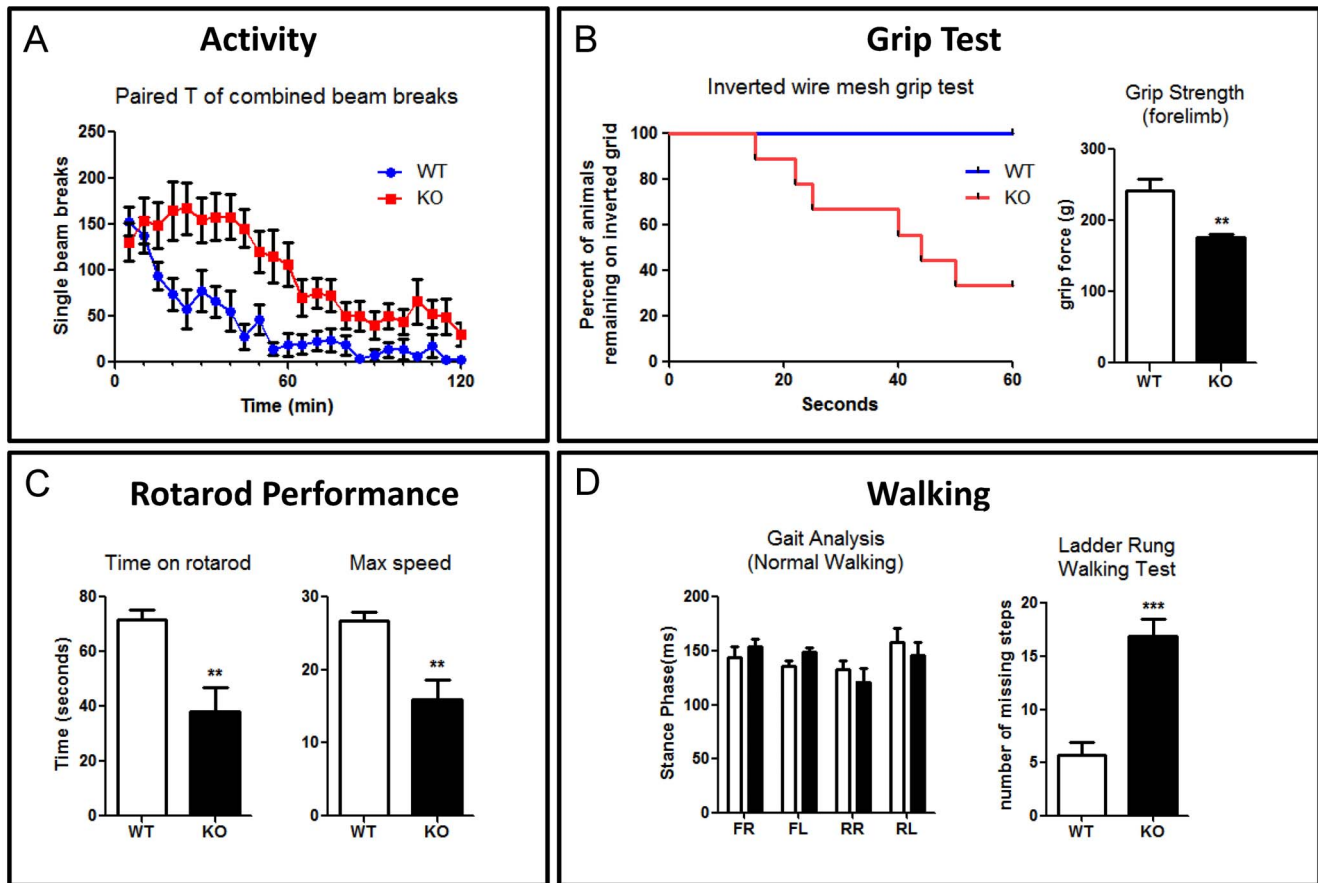 A
Activity
Paired T of combined beam breaks
250
200
150
100
50
0
Single beam breaks
WT
KO
0
60
120
Time (min)
B
Grip Test
Inverted wire mesh grip test
Percent of animals
remaining on inverted grid
100
80
60
40
20
0
WT
KO
0
20
40
60
Seconds
Grip Strength
(forelimb)
grip force (g)
300
200
100
0
**
WT
KO
C
Rotarod Performance
Time on rotarod
Time (seconds)
80
60
40
20
0
**
WT
KO
Max speed
30
20
10
0
**
WT
KO
D
Walking
Gait Analysis
(Normal Walking)
Stance Phase(ms)
200
150
100
50
0
FR
FL
RR
RL
Ladder Rung
Walking Test
number of missing steps
20
15
10
5
0
***
WT
KO